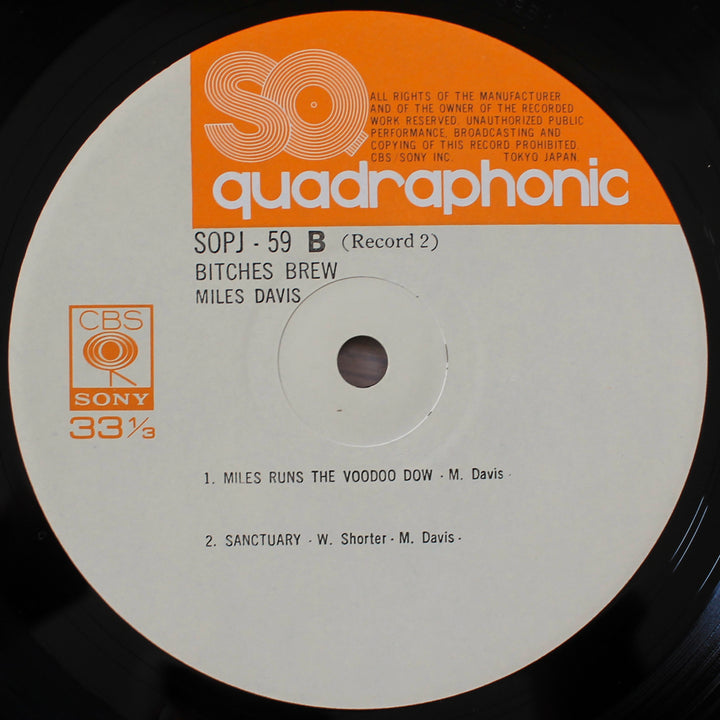 SQ
ALL RIGHTS OF THE MANUFACTURER
AND OF THE OWNER OF THE RECORDED
WORK RESERVED. UNAUTHORIZED PUBLIC
PERFORMANCE, BROADCASTING AND
COPYING OF THIS RECORD PROHIBITED.
CBS/SONY INC. TOKYO JAPAN.
quadraphonic
SOPJ - 59 B (Record 2)
BITCHES BREW
MILES DAVIS
CBS
SONY
33 1/3
1. MILES RUNS THE VOODOO DOW - M. Davis -
2. SANCTUARY - W. Shorter - M. Davis -